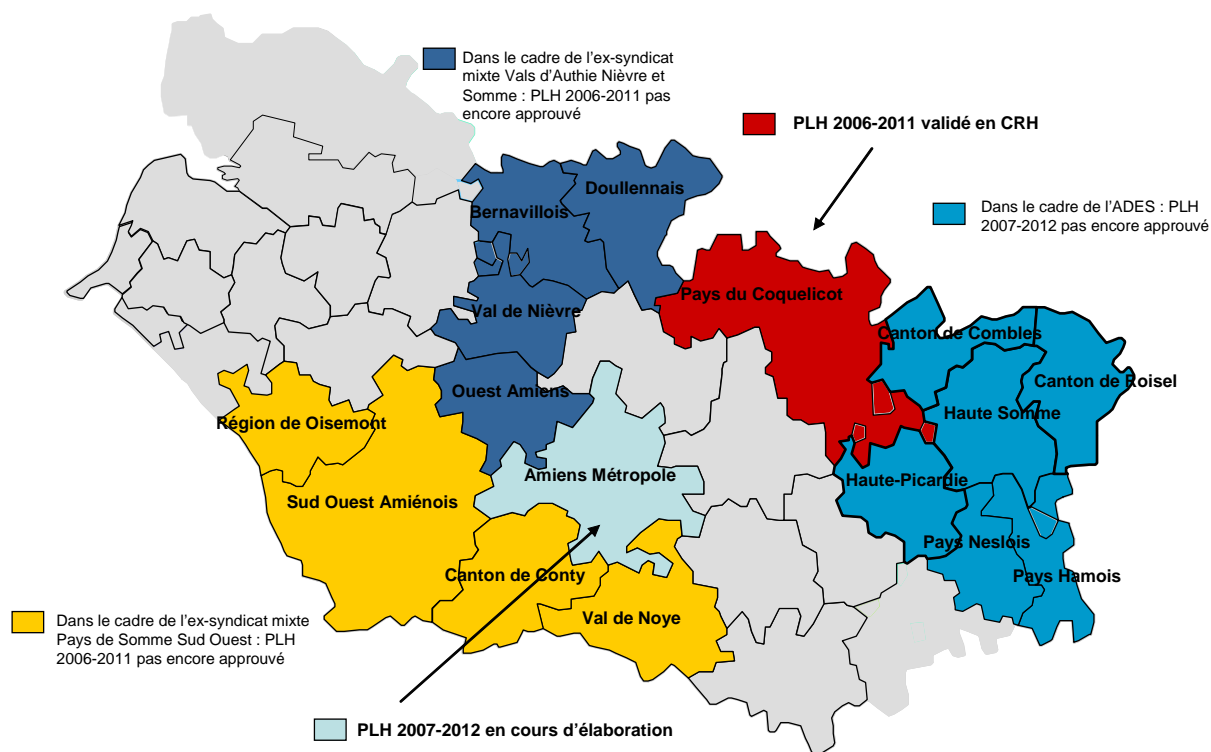 Dans le cadre de l'ex-syndicat
mixte Vals d'Authie Nièvre et
Somme : PLH 2006-2011 pas
encore approuvé
PLH 2006-2011 validé en CRH
Dans le cadre de l'ADES : PLH
2007-2012 pas encore approuvé
Doullennais
Bernavillois
Pays du Coquelicot
Val de Nièvre
Canton de Combles
Canton de Roisel
Ouest Amiens
Haute Somme
Région de Oisemont
Amiens Métropole
Haute-Picardie
Sud Ouest Amiénois
Pays Neslois
Canton de Conty
Pays Hamois
Val de Noye
Dans le cadre de l'ex-syndicat mixte
Pays de Somme Sud Ouest : PLH
2006-2011 pas encore approuvé
PLH 2007-2012 en cours d'élaboration